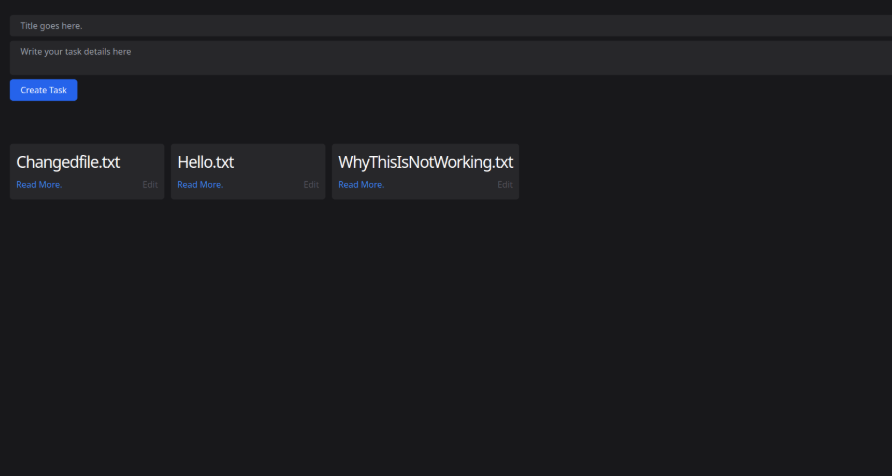 Title goes here.
Write your task details here
Create Task
Changedfile.txt
Read More.
Edit
Hello.txt
Read More.
Edit
WhyThisIsNotWorking.txt
Read More.
Edit